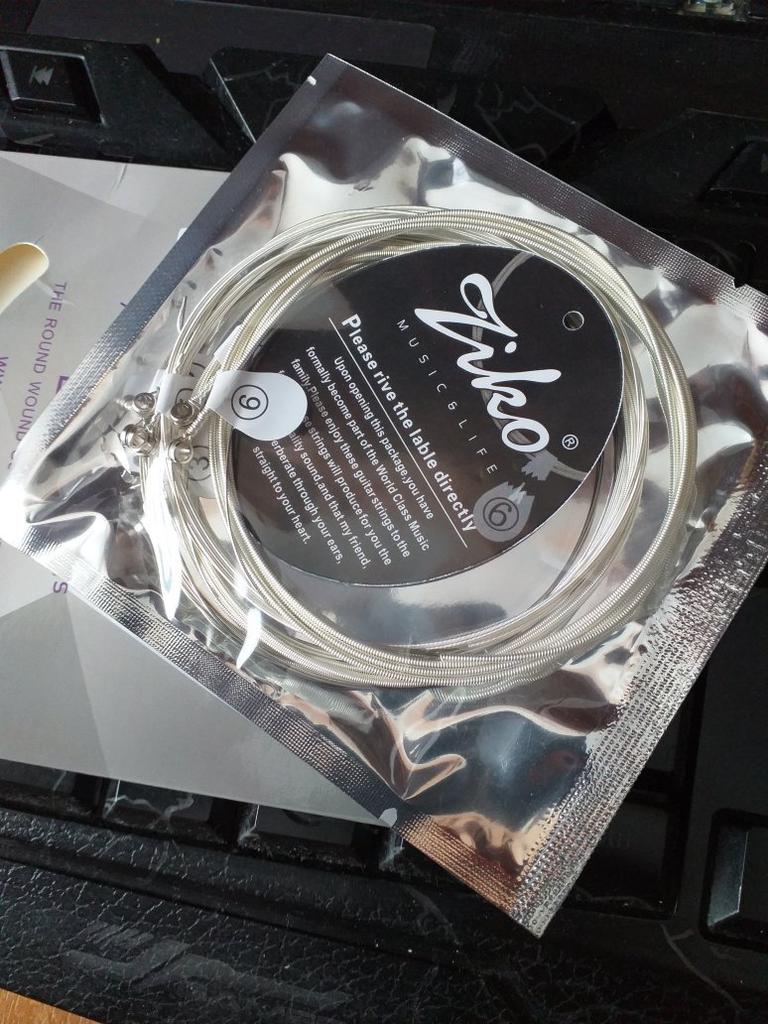 Ziko
®
MUSIC & LIFE
Please rive the lable directly
Upon opening this package,you have
formally become part of the World Class Music
family.Please enjoy these guitar strings to the
strings will produce for you the
sound,and that my friend,
through your ears,
straight to your heart.
6
6
3
THE ROUND WOUND